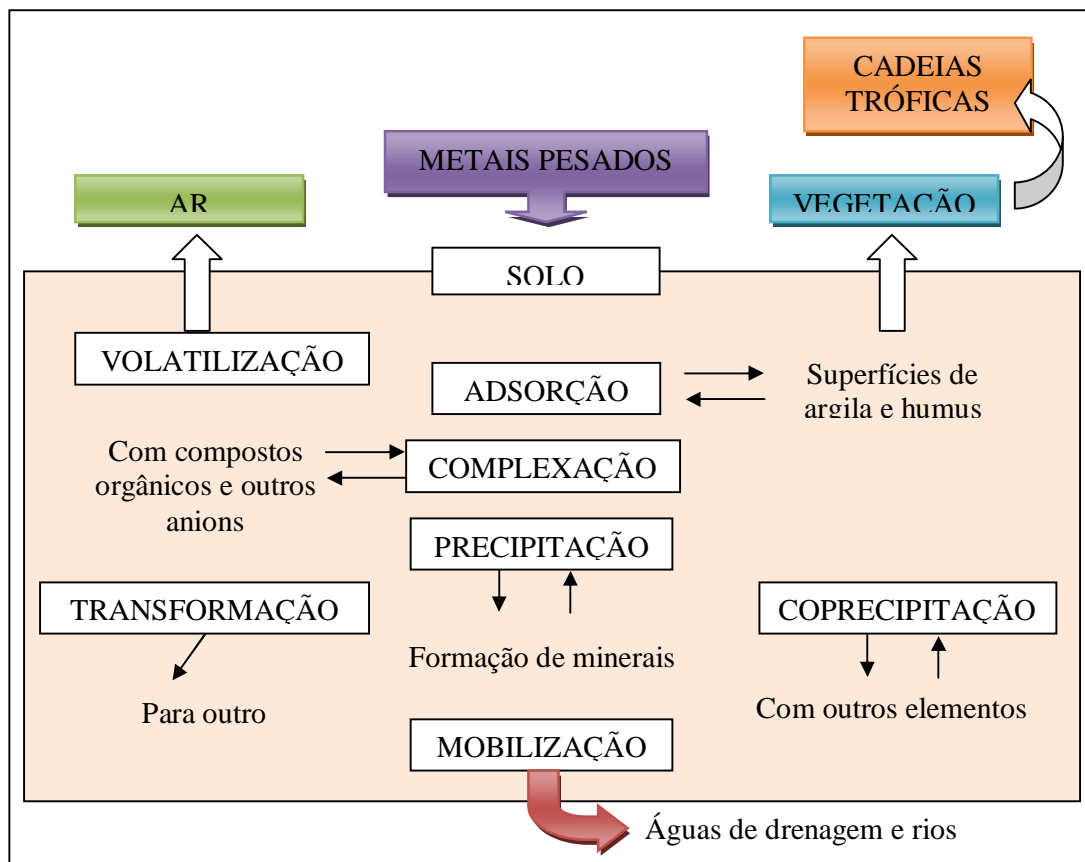 CADEIAS
TRÓFICAS
METAIS PESADOS
AR
VEGETAÇÃO
SOLO
VOLATILIZAÇÃO
ADSORÇÃO
Superfícies de
argila e humus
Com compostos
orgânicos e outros
anions
COMPLEXAÇÃO
PRECIPITAÇÃO
TRANSFORMAÇÃO
COPRECIPITAÇÃO
Formação de minerais
Para outro
Com outros elementos
MOBILIZAÇÃO
Águas de drenagem e rios